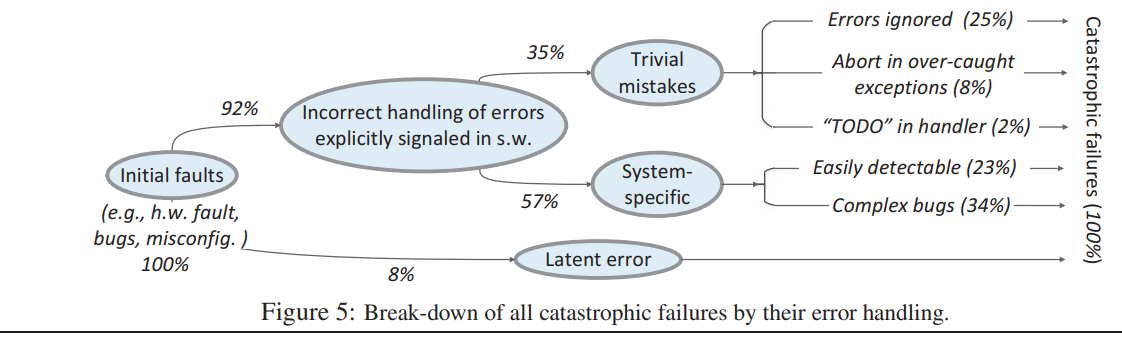 Errors ignored (25%)
35%
Trivial
mistakes
Abort in over-caught
exceptions (8%)
92%
Incorrect handling of errors
explicitly signaled in s.w.
"TODO" in handler (2%)
Initial faults
(e.g., h.w. fault,
bugs, misconfig. )
100%
System-
specific
57%
Easily detectable (23%)
Complex bugs (34%)
8%
Latent error
Catastrophic failures (100%)
Figure 5: Break-down of all catastrophic failures by their error handling.